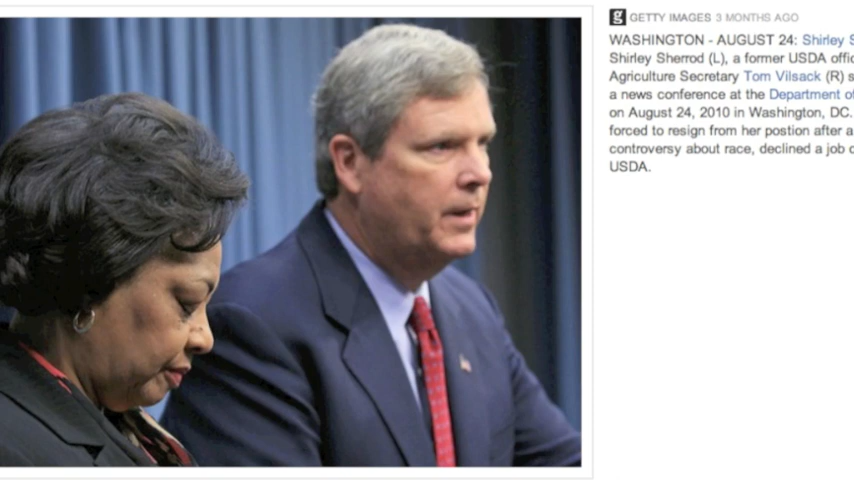 g GETTY IMAGES 3 MONTHS AGO
WASHINGTON - AUGUST 24: Shirley S
Shirley Sherrod (L), a former USDA offic
Agriculture Secretary Tom Vilsack (R) s
a news conference at the Department of
on August 24, 2010 in Washington, DC.
forced to resign from her postion after a
controversy about race, declined a job o
USDA.